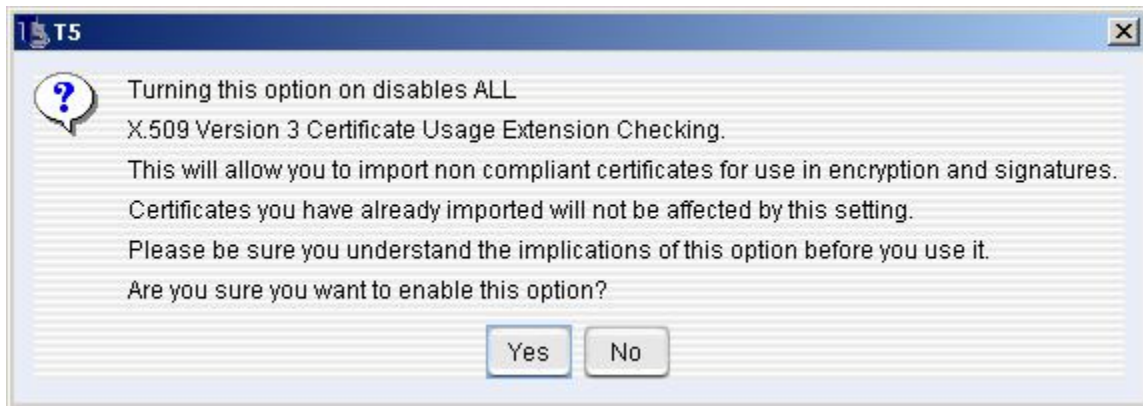 T5
?
Turning this option on disables ALL
X.509 Version 3 Certificate Usage Extension Checking.
This will allow you to import non compliant certificates for use in encryption and signatures.
Certificates you have already imported will not be affected by this setting.
Please be sure you understand the implications of this option before you use it.
Are you sure you want to enable this option?
Yes No